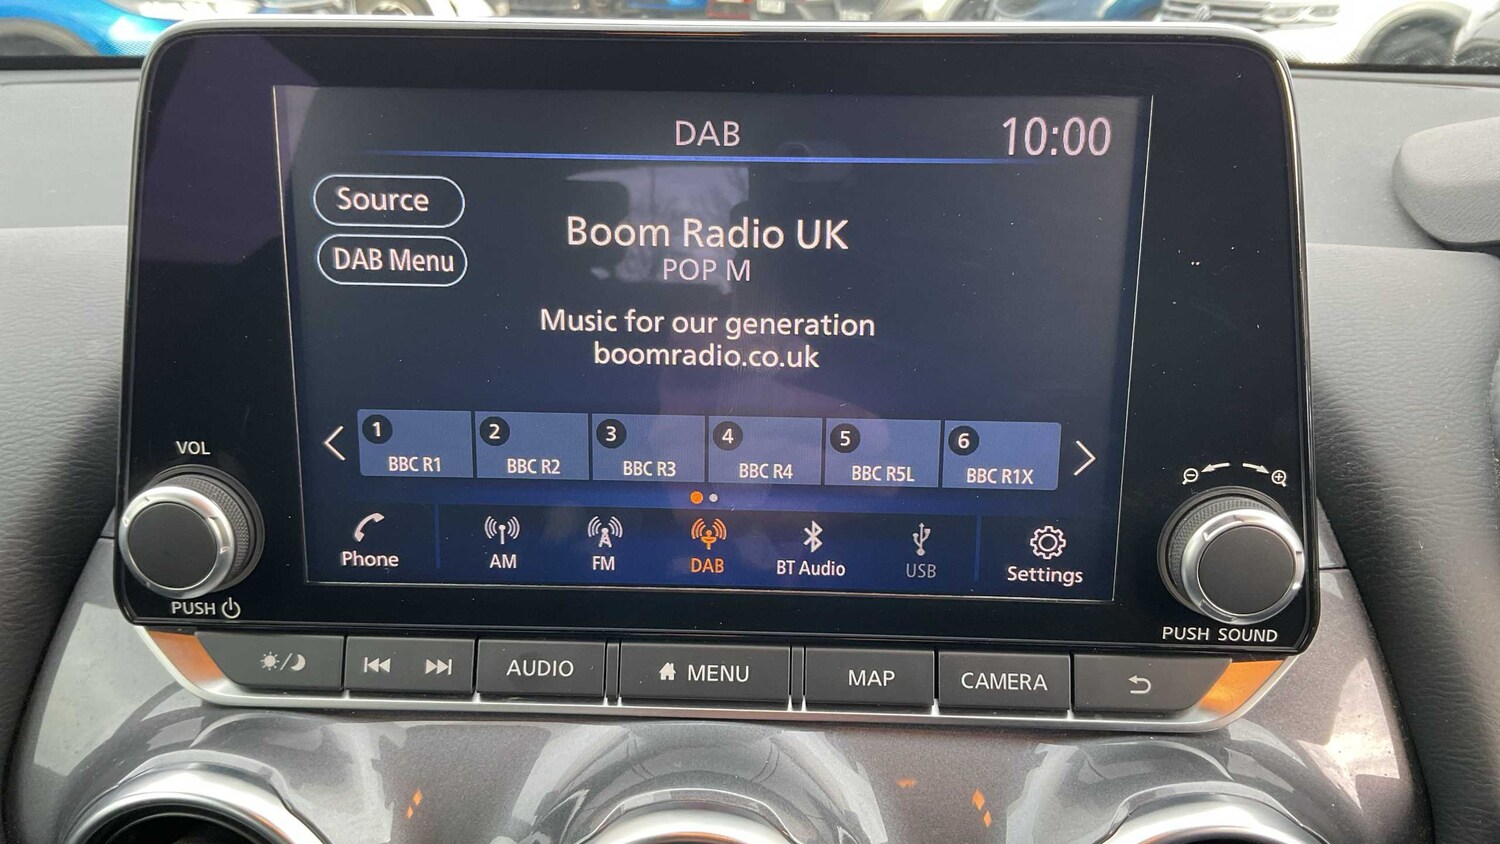 DAB
10:00
Source
DAB Menu
Boom Radio UK
POP M
Music for our generation
boomradio.co.uk
1
BBC R1
2
BBC R2
3
BBC R3
4
BBC R4
5
BBC R5L
6
BBC R1X
Phone
AM
FM
DAB
BT Audio
USB
Settings
VOL
PUSH
PUSH SOUND
AUDIO
MENU
MAP
CAMERA